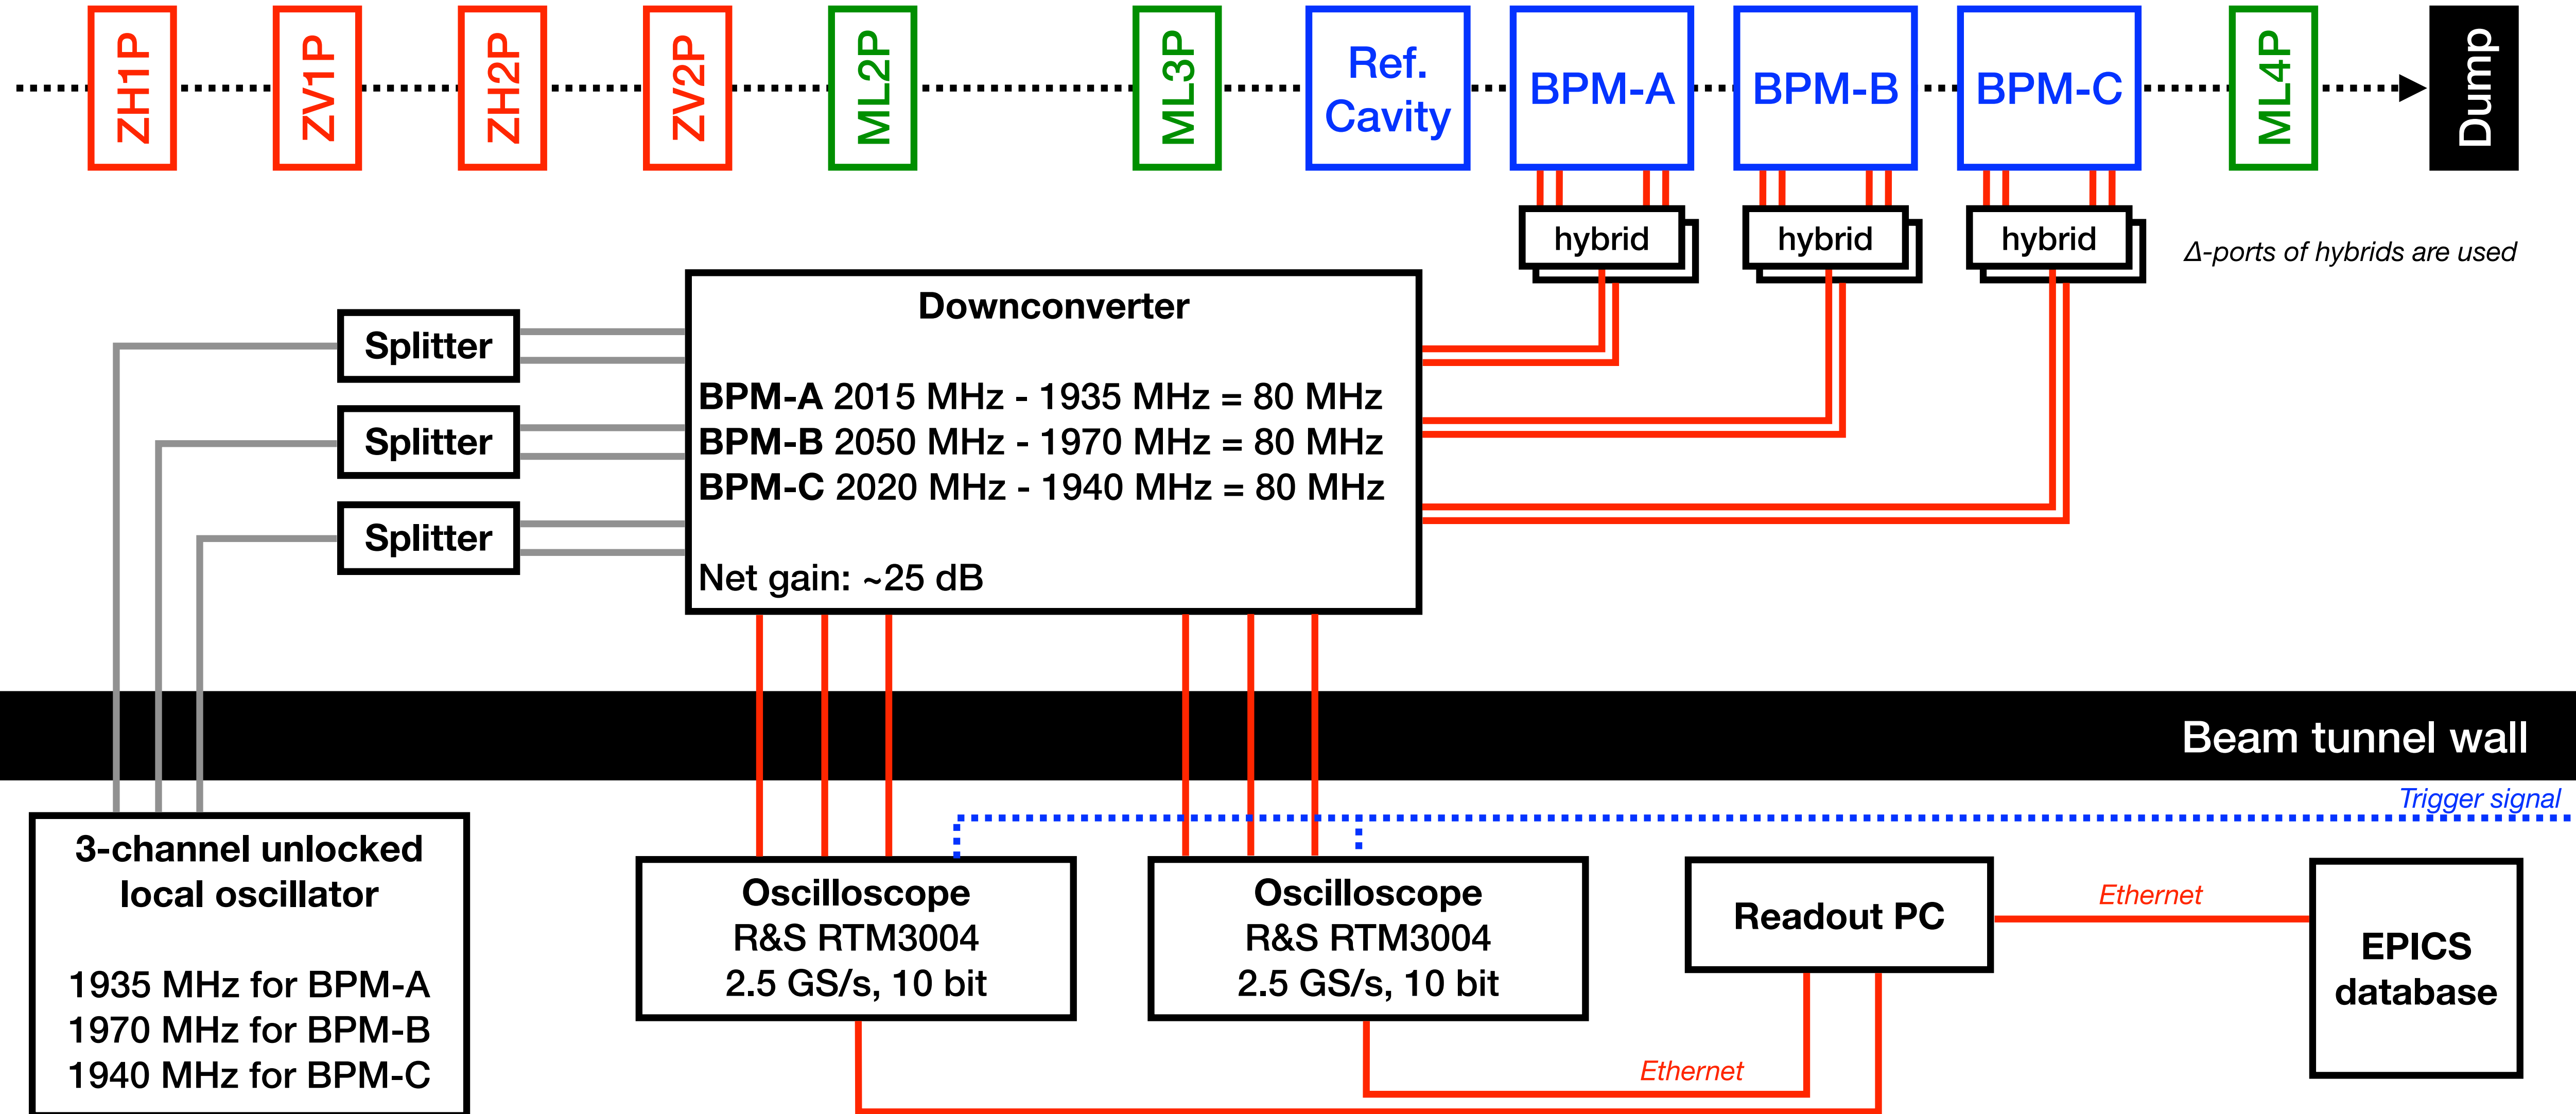 ZH1P
ZV1P
ZH2P
ZV2P
ML2P
ML3P
Ref.
Cavity
BPM-A
BPM-B
BPM-C
ML4P
Dump
hybrid
hybrid
hybrid
Δ-ports of hybrids are used
Downconverter
BPM-A 2015 MHz - 1935 MHz = 80 MHz
BPM-B 2050 MHz - 1970 MHz = 80 MHz
BPM-C 2020 MHz - 1940 MHz = 80 MHz
Net gain: ~25 dB
Splitter
Splitter
Splitter
Beam tunnel wall
Trigger signal
3-channel unlocked
local oscillator
1935 MHz for BPM-A
1970 MHz for BPM-B
1940 MHz for BPM-C
Oscilloscope
R&S RTM3004
2.5 GS/s, 10 bit
Oscilloscope
R&S RTM3004
2.5 GS/s, 10 bit
Readout PC
Ethernet
EPICS
database
Ethernet